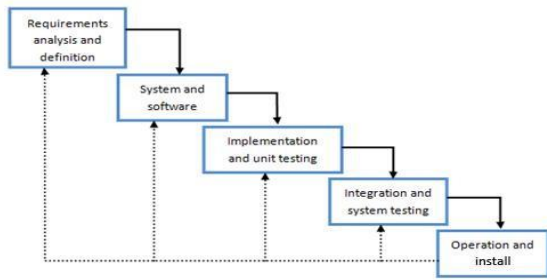 Requirements
analysis and
definition
System and
software
Implementation
and unit testing
Integration and
system testing
Operation and
install